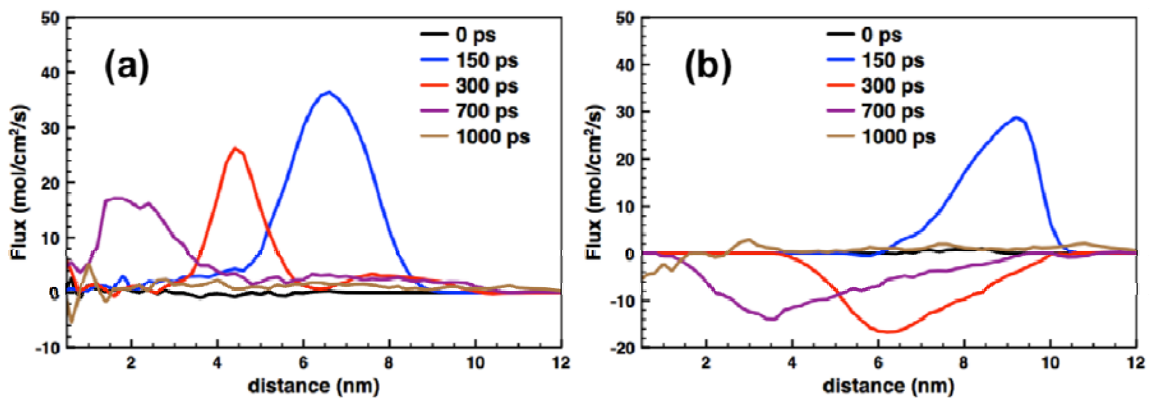 50
40
30
20
10
0
-10
Flux (mol/cm²/s)
(a)
0 ps
150 ps
300 ps
700 ps
1000 ps
2 4 6 8 10 12
distance (nm)
50
40
30
20
10
0
-10
-20
Flux (mol/cm²/s)
(b)
0 ps
150 ps
300 ps
700 ps
1000 ps
2 4 6 8 10 12
distance (nm)